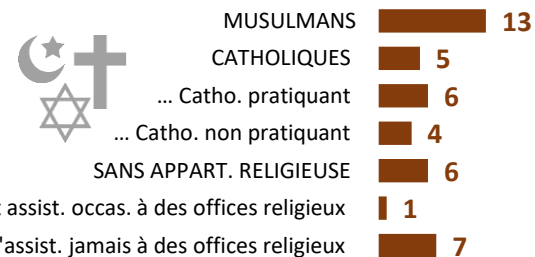 MUSULMANS 13
CATHOLIQUES 5
... Catho. pratiquant 6
... Catho. non pratiquant 4
SANS APPART. RELIGIEUSE 6
assist. occas. à des offices religieux 1
'assist. jamais à des offices religieux 7